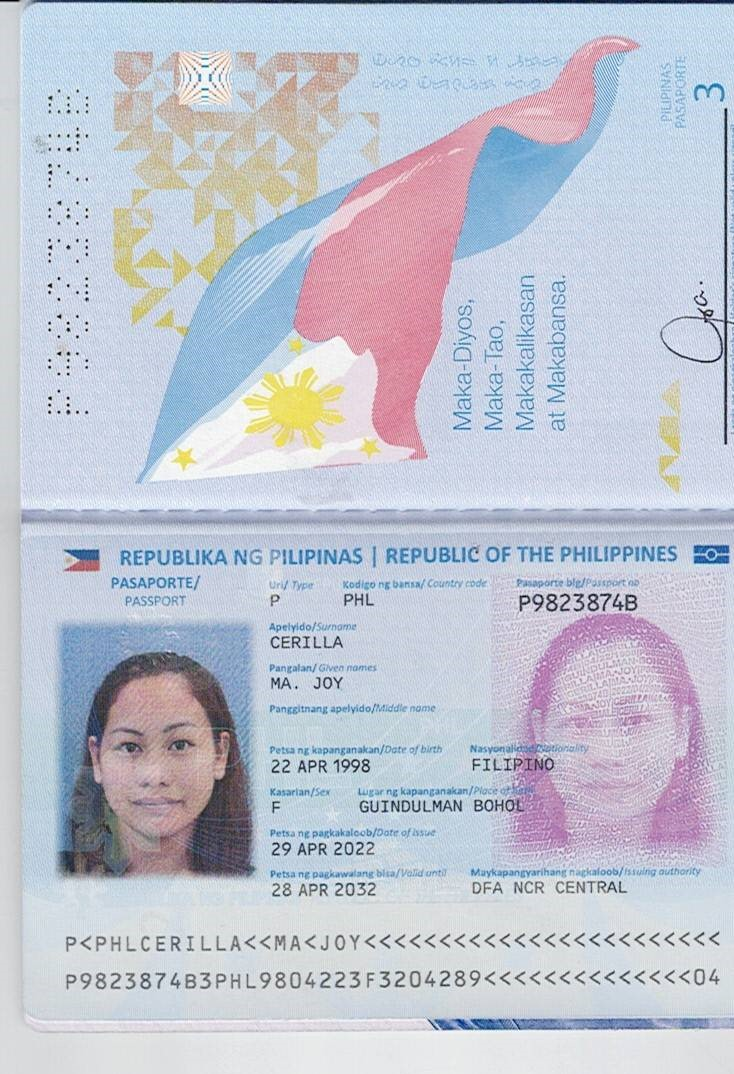 PILIPINAS
PASAPORTE
3
Maka-Diyos,
Maka-Tao,
Makakalikasan
at Makabansa.
P9823874B
REPUBLIKA NG PILIPINAS | REPUBLIC OF THE PHILIPPINES
PASAPORTE/
PASSPORT
Uri/ Type
Kodigo ng bansa/ Country code
Pasaporte blg/Passport no
P
PHL
P9823874B
Apelyido/Surname
CERILLA
Pangalan/ Given names
MA. JOY
Panggitnang apelyido/Middle name
Petsa ng kapanganakan/Date of birth
Nasyonalidad/Nationality
22 APR 1998
FILIPINO
Kasarian/Sex
Lugar ng kapanganakan/Place of birth
F
GUINDULMAN BOHOL
Petsa ng pagkakaloob/Date of issue
29 APR 2022
Petsa ng pagkawalang bisa/Valid until
Maykapangyarihang nagkaloob/Issuing authority
28 APR 2032
DFA NCR CENTRAL
P<PHLCERILLA<<MA<JOY<<<<<<<<<<<<<<<<<<<<<<<<
P9823874B3PHL9804223F3204289<<<<<<<<<<<<<<04